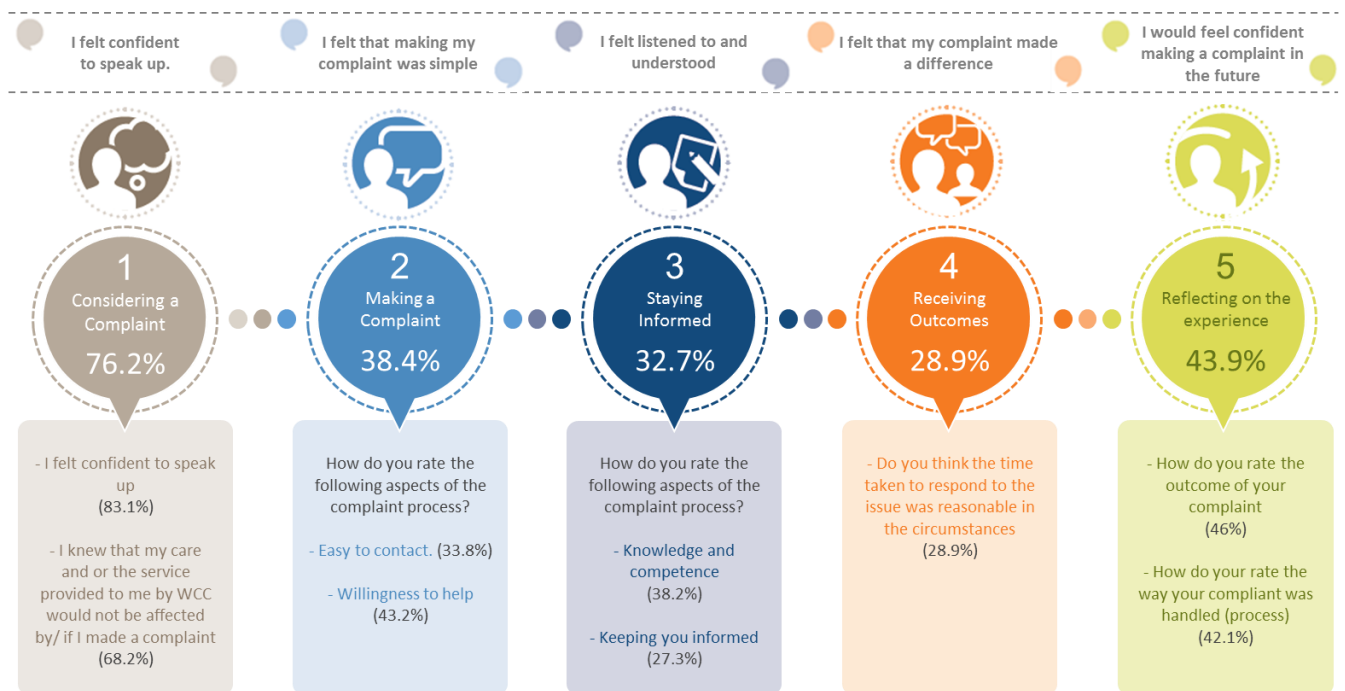 I felt confident
to speak up.
I felt that making my
complaint was simple
I felt listened to and
understood
I felt that my complaint made
a difference
I would feel confident
making a complaint in
the future
1
Considering a
Complaint
76.2%
2
Making a
Complaint
38.4%
3
Staying
Informed
32.7%
4
Receiving
Outcomes
28.9%
5
Reflecting on the
experience
43.9%
- I felt confident to speak
up
(83.1%)
- I knew that my care
and or the service
provided to me by WCC
would not be affected
by/ if I made a complaint
(68.2%)
How do you rate the
following aspects of the
complaint process?
- Easy to contact. (33.8%)
- Willingness to help
(43.2%)
How do you rate the
following aspects of the
complaint process?
- Knowledge and
competence
(38.2%)
- Keeping you informed
(27.3%)
- Do you think the time
taken to respond to the
issue was reasonable in
the circumstances
(28.9%)
- How do you rate the
outcome of your
complaint
(46%)
- How do your rate the
way your compliant was
handled (process)
(42.1%)